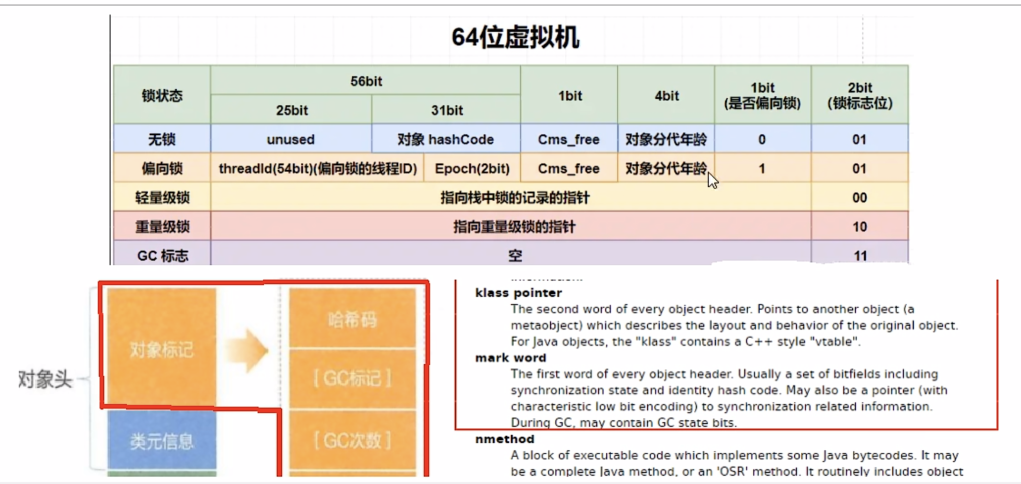 64位虚拟机
锁状态
56bit
25bit
31bit
1bit
4bit
1bit
(是否偏向锁)
2bit
(锁标志位)
无锁
unused
对象 hashCode
Cms_free
对象分代年龄
0
01
偏向锁
threadId(54bit)(偏向锁的线程ID)
Epoch(2bit)
Cms_free
对象分代年龄
1
01
轻量级锁
指向栈中锁的记录的指针
00
重量级锁
指向重量级锁的指针
10
GC 标志
空
11
对象头
对象标记
类元信息
哈希码
[GC标记]
[GC次数]
klass pointer
The second word of every object header. Points to another object (a
metaobject) which describes the layout and behavior of the original object.
For Java objects, the "klass" contains a C++ style "vtable".
mark word
The first word of every object header. Usually a set of bitfields including
synchronization state and identity hash code. May also be a pointer (with
characteristic low bit encoding) to synchronization related information.
During GC, may contain GC state bits.
nmethod
A block of executable code which implements some Java bytecodes. It may
be a complete Java method, or an 'OSR' method. It routinely includes object